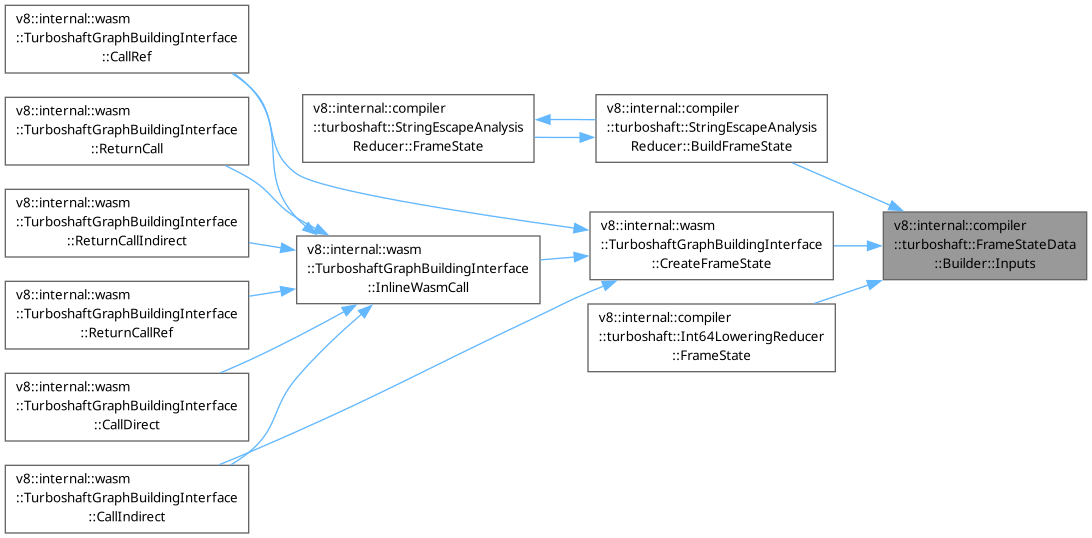 v8::internal::wasm
::TurboshaftGraphBuildingInterface
::CallRef
v8::internal::wasm
::TurboshaftGraphBuildingInterface
::ReturnCall
v8::internal::wasm
::TurboshaftGraphBuildingInterface
::ReturnCallIndirect
v8::internal::wasm
::TurboshaftGraphBuildingInterface
::ReturnCallRef
v8::internal::wasm
::TurboshaftGraphBuildingInterface
::CallDirect
v8::internal::wasm
::TurboshaftGraphBuildingInterface
::CallIndirect
v8::internal::compiler
::turboshaft::StringEscapeAnalysis
Reducer::FrameState
v8::internal::wasm
::TurboshaftGraphBuildingInterface
::InlineWasmCall
v8::internal::compiler
::turboshaft::StringEscapeAnalysis
Reducer::BuildFrameState
v8::internal::wasm
::TurboshaftGraphBuildingInterface
::CreateFrameState
v8::internal::compiler
::turboshaft::Int64LoweringReducer
::FrameState
v8::internal::compiler
::turboshaft::FrameStateData
::Builder::Inputs